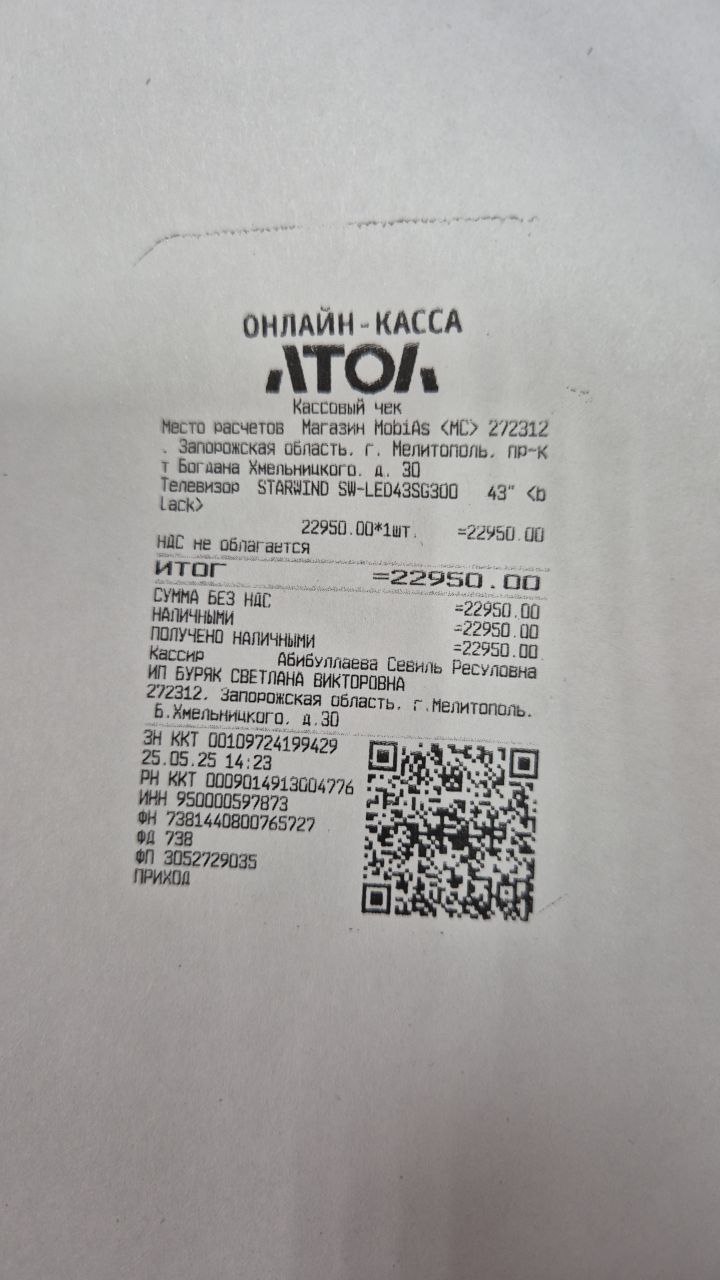 ОНЛАЙН-КАССА
АТОЛ
Кассовый чек
Место расчетов Магазин MobiAs <МС> 272312
. Запорожская область, г. Мелитополь, пр-к
т Богдана Хмельницкого, д. 30
Телевизор STARWIND SW-LED43SG300 43" <b
lack>
22950.00*1шт. =22950.00
НДС не облагается
ИТОГ =22950.00
СУММА БЕЗ НДС =22950.00
НАЛИЧНЫМИ =22950.00
ПОЛУЧЕНО НАЛИЧНЫМИ =22950.00
Кассир Абибуллаева Севиль Ресуловна
ИП БУРЯК СВЕТЛАНА ВИКТОРОВНА
272312, Запорожская область, г.Мелитополь,
Б.Хмельницкого, д.30
ЗН ККТ 00109724199429
25.05.25 14:23
РН ККТ 0009014913004776
ИНН 950000597873
ФН 7381440800765727
ФД 738
ФП 3052729035
ПРИХОД